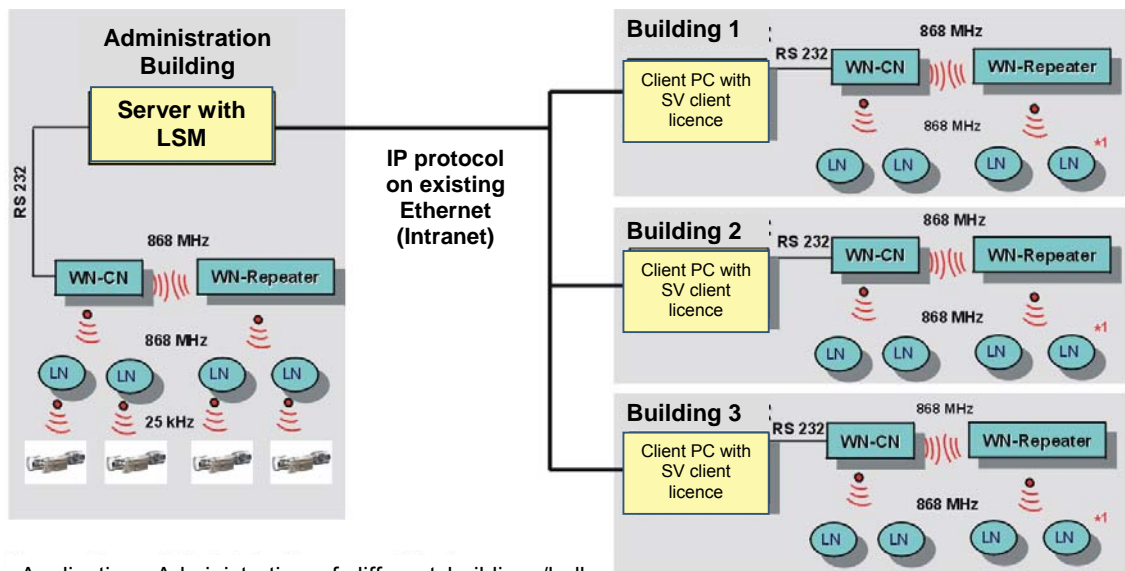 Administration
Building
Server with
LSM
RS 232
868 MHz
WN-CN
WN-Repeater
868 MHz
LN
LN
LN
LN
25 kHz
IP protocol
on existing
Ethernet
(Intranet)
Building 1
Client PC with
SV client
licence
RS 232
868 MHz
WN-CN
WN-Repeater
868 MHz
LN
LN
LN
LN
*1
Building 2
Client PC with
SV client
licence
RS 232
868 MHz
WN-CN
WN-Repeater
868 MHz
LN
LN
LN
LN
*1
Building 3
Client PC with
SV client
licence
RS 232
868 MHz
WN-CN
WN-Repeater
868 MHz
LN
LN
LN
LN
*1